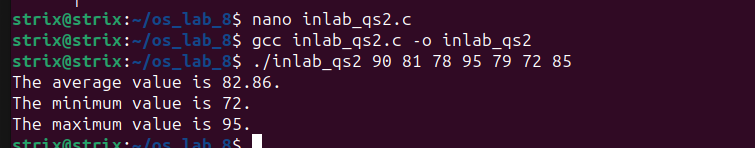 strix@strix:~/os_lab_8$ nano inlab_qs2.c
strix@strix:~/os_lab_8$ gcc inlab_qs2.c -o inlab_qs2
strix@strix:~/os_lab_8$ ./inlab_qs2 90 81 78 95 79 72 85
The average value is 82.86.
The minimum value is 72.
The maximum value is 95.
strix@strix:~/os_lab_8$